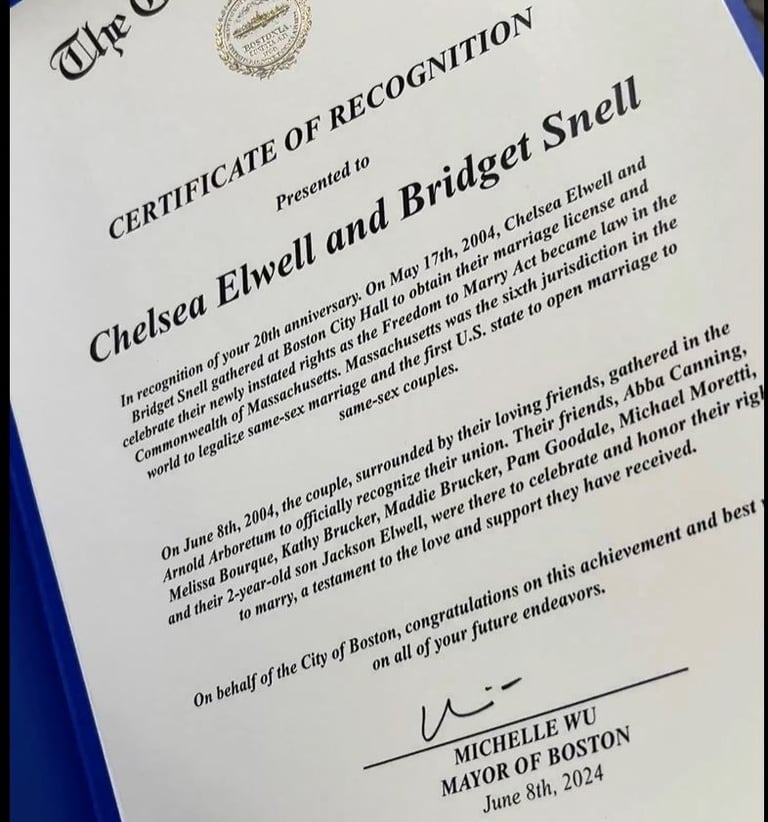 The
BOSTONIA
CERTIFICATE OF RECOGNITION
Presented to
Chelsea Elwell and Bridget Snell
In recognition of your 20th anniversary. On May 17th, 2004, Chelsea Elwell and
Bridget Snell gathered at Boston City Hall to obtain their marriage license and
celebrate their newly instated rights as the Freedom to Marry Act became law in the
Commonwealth of Massachusetts. Massachusetts was the sixth jurisdiction in the
world to legalize same-sex marriage and the first U.S. state to open marriage to
same-sex couples.
On June 8th, 2004, the couple, surrounded by their loving friends, gathered in the
Arnold Arboretum to officially recognize their union. Their friends, Abba Canning,
Melissa Bourque, Kathy Brucker, Maddie Brucker, Pam Goodale, Michael Moretti,
and their 2-year-old son Jackson Elwell, were there to celebrate and honor their
to marry, a testament to the love and support they have received.
On behalf of the City of Boston, congratulations on this achievement and best
on all of your future endeavors.
MICHELLE WU
MAYOR OF BOSTON
June 8th, 2024